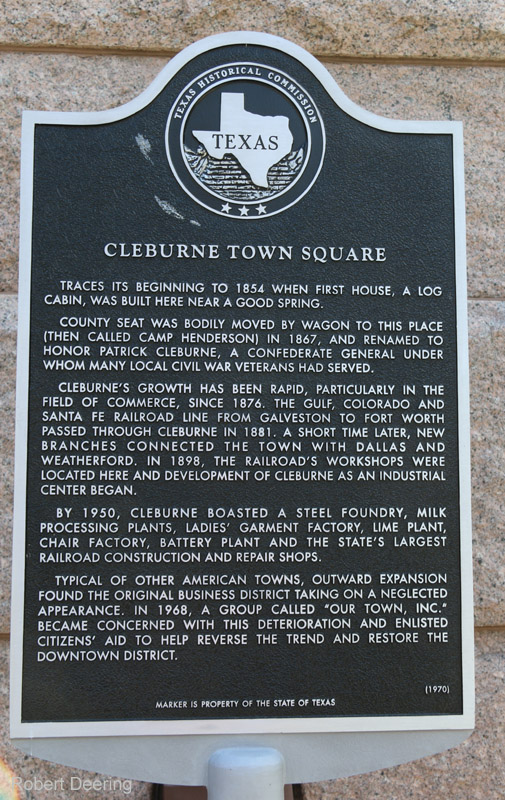 TEXAS HISTORICAL COMMISSION
TEXAS
CLEBURNE TOWN SQUARE
TRACES ITS BEGINNING TO 1854 WHEN FIRST HOUSE, A LOG
CABIN, WAS BUILT HERE NEAR A GOOD SPRING.
COUNTY SEAT WAS BODILY MOVED BY WAGON TO THIS PLACE
(THEN CALLED CAMP HENDERSON) IN 1867, AND RENAMED TO
HONOR PATRICK CLEBURNE, A CONFEDERATE GENERAL UNDER
WHOM MANY LOCAL CIVIL WAR VETERANS HAD SERVED.
CLEBURNE'S GROWTH HAS BEEN RAPID, PARTICULARLY IN THE
FIELD OF COMMERCE, SINCE 1876. THE GULF, COLORADO AND
SANTA FE RAILROAD LINE FROM GALVESTON TO FORT WORTH
PASSED THROUGH CLEBURNE IN 1881. A SHORT TIME LATER, NEW
BRANCHES CONNECTED THE TOWN WITH DALLAS AND
WEATHERFORD. IN 1898, THE RAILROAD'S WORKSHOPS WERE
LOCATED HERE AND DEVELOPMENT OF CLEBURNE AS AN INDUSTRIAL
CENTER BEGAN.
BY 1950, CLEBURNE BOASTED A STEEL FOUNDRY, MILK
PROCESSING PLANTS, LADIES' GARMENT FACTORY, LIME PLANT,
CHAIR FACTORY, BATTERY PLANT AND THE STATE'S LARGEST
RAILROAD CONSTRUCTION AND REPAIR SHOPS.
TYPICAL OF OTHER AMERICAN TOWNS, OUTWARD EXPANSION
FOUND THE ORIGINAL BUSINESS DISTRICT TAKING ON A NEGLECTED
APPEARANCE. IN 1968, A GROUP CALLED "OUR TOWN, INC."
BECAME CONCERNED WITH THIS DETERIORATION AND ENLISTED
CITIZENS' AID TO HELP REVERSE THE TREND AND RESTORE THE
DOWNTOWN DISTRICT.
(1970)
MARKER IS PROPERTY OF THE STATE OF TEXAS
Robert Deering